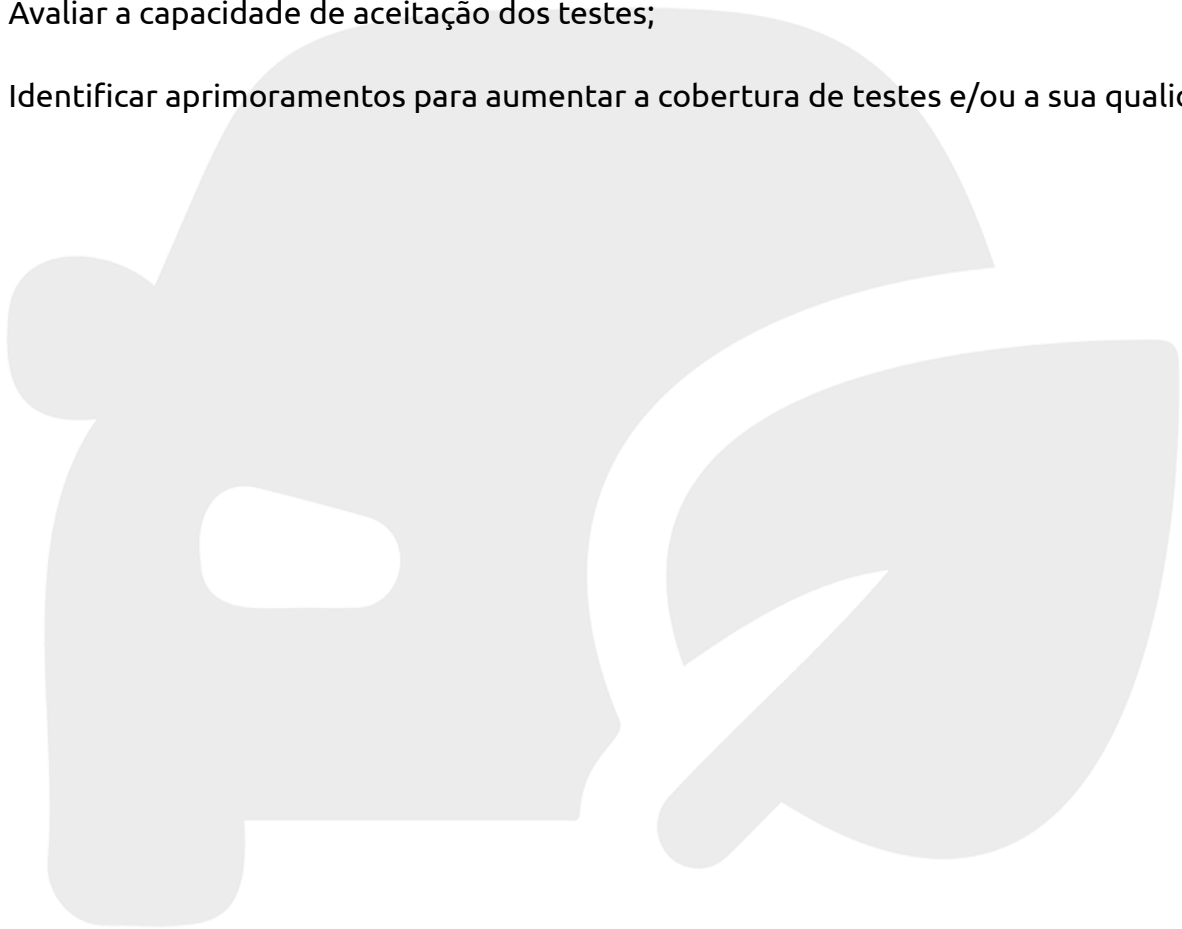 Avaliar a capacidade de aceitação dos testes;
Identificar aprimoramentos para aumentar a cobertura de testes e/ou a sua